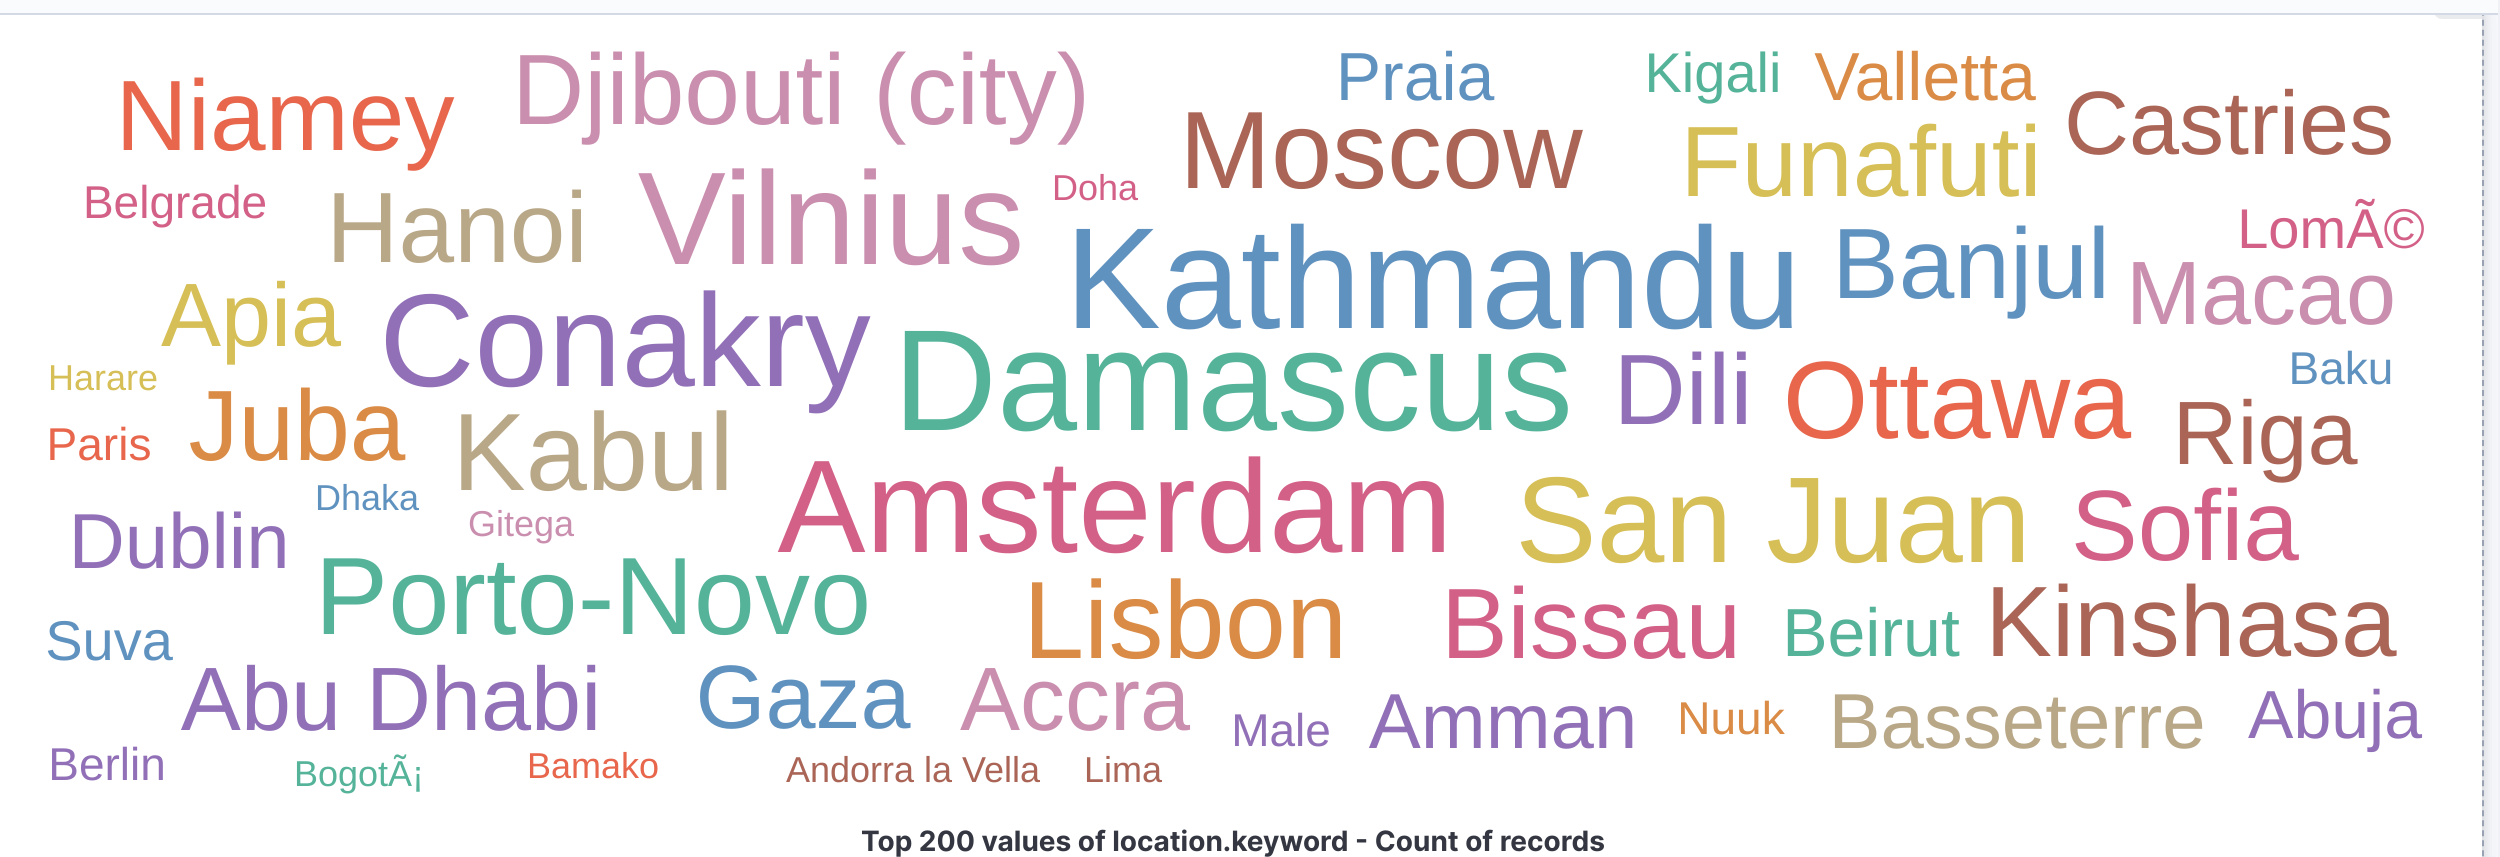 Niamey
Djibouti (city)
Praia
Kigali
Valletta
Castries
Moscow
Funafuti
Belgrade
Hanoi
Vilnius
Doha
LomÃ©
Kathmandu
Banjul
Macao
Apia
Conakry
Damascus
Dili
Ottawa
Baku
Harare
Juba
Kabul
Riga
Paris
Dhaka
Gitega
Amsterdam
San Juan
Sofia
Dublin
Porto-Novo
Lisbon
Bissau
Beirut
Kinshasa
Suva
Abu Dhabi
Gaza
Accra
Male
Amman
Nuuk
Basseterre
Abuja
Berlin
BogotÃ¡
Bamako
Andorra la Vella
Lima
Top 200 values of location.keyword - Count of records